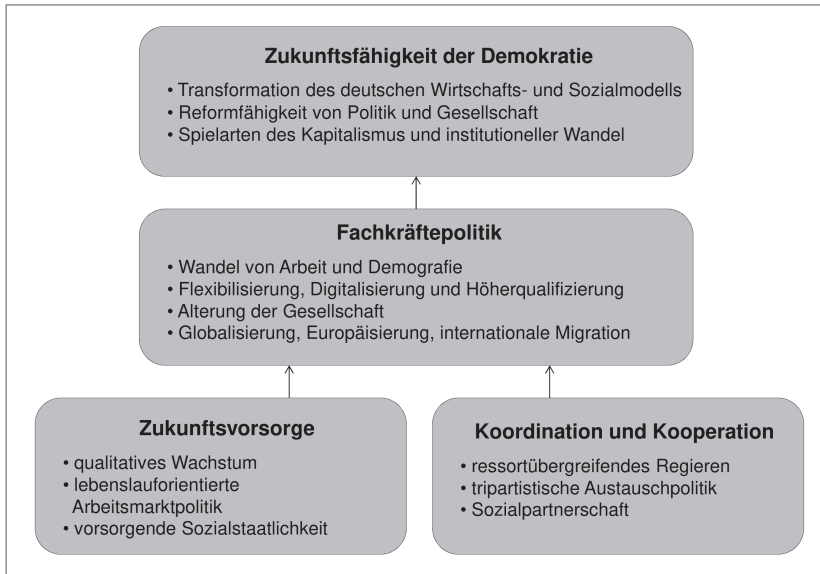 Zukunftsfähigkeit der Demokratie
• Transformation des deutschen Wirtschafts- und Sozialmodells
• Reformfähigkeit von Politik und Gesellschaft
• Spielarten des Kapitalismus und institutioneller Wandel
Fachkräftepolitik
• Wandel von Arbeit und Demografie
• Flexibilisierung, Digitalisierung und Höherqualifizierung
• Alterung der Gesellschaft
• Globalisierung, Europäisierung, internationale Migration
Zukunftsvorsorge
• qualitatives Wachstum
• lebenslauforientierte
Arbeitsmarktpolitik
• vorsorgende Sozialstaatlichkeit
Koordination und Kooperation
• ressortübergreifendes Regieren
• tripartistische Austauschpolitik
• Sozialpartnerschaft